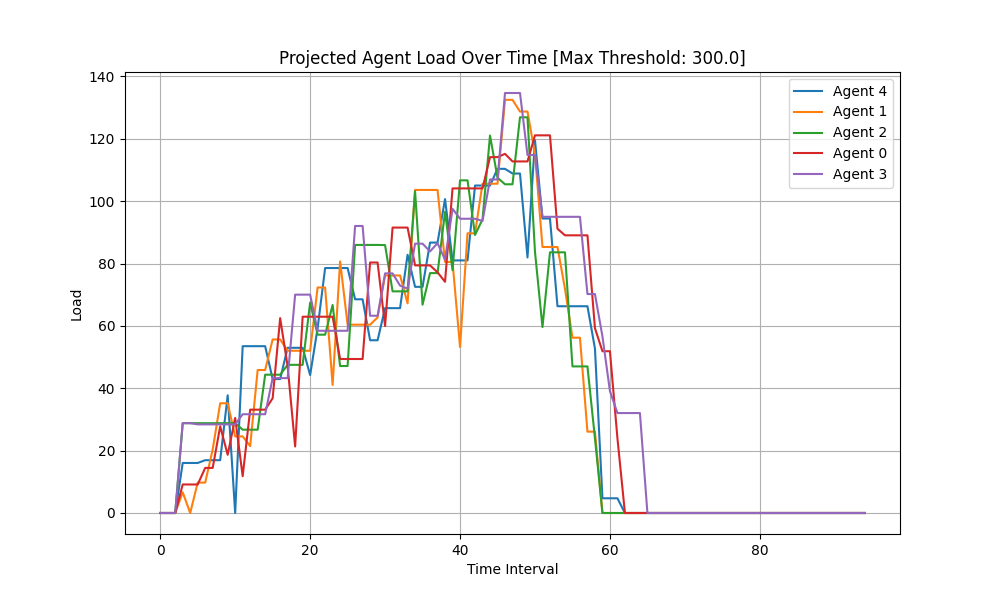 Projected Agent Load Over Time [Max Threshold: 300.0]
140
120
100
80
60
40
20
0
Load
Agent 4
Agent 1
Agent 2
Agent 0
Agent 3
0 20 40 60 80
Time Interval